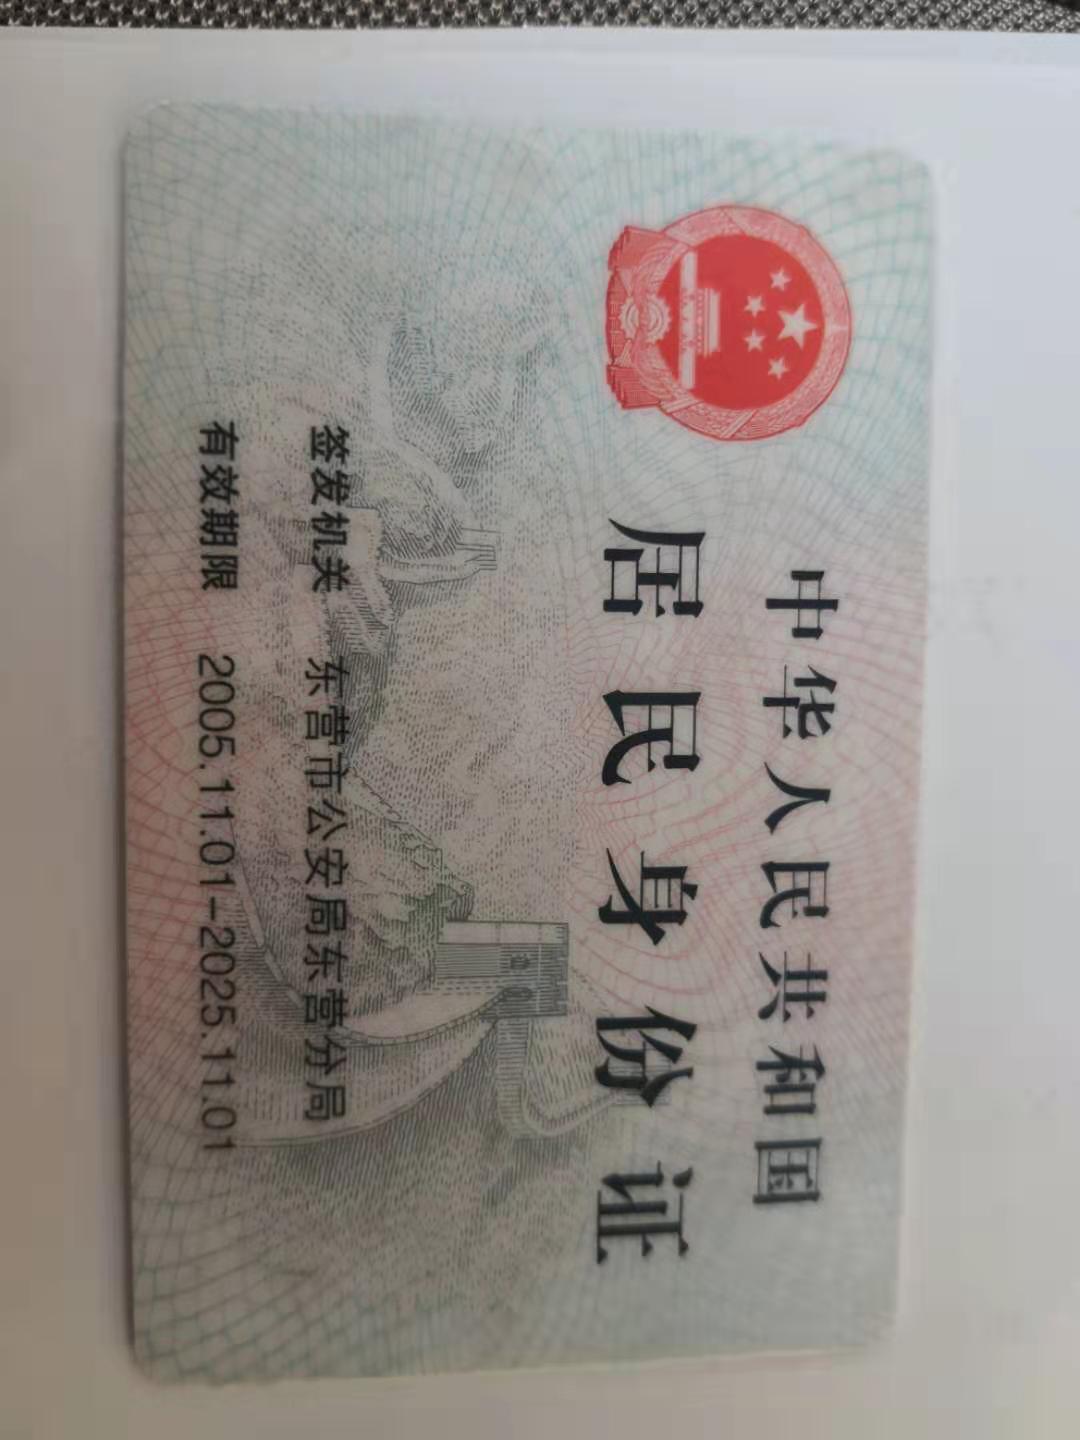 中华人民共和国
居民身份证
签发机关 东营市公安局东营分局
有效期限 2005.11.01-2025.11.01